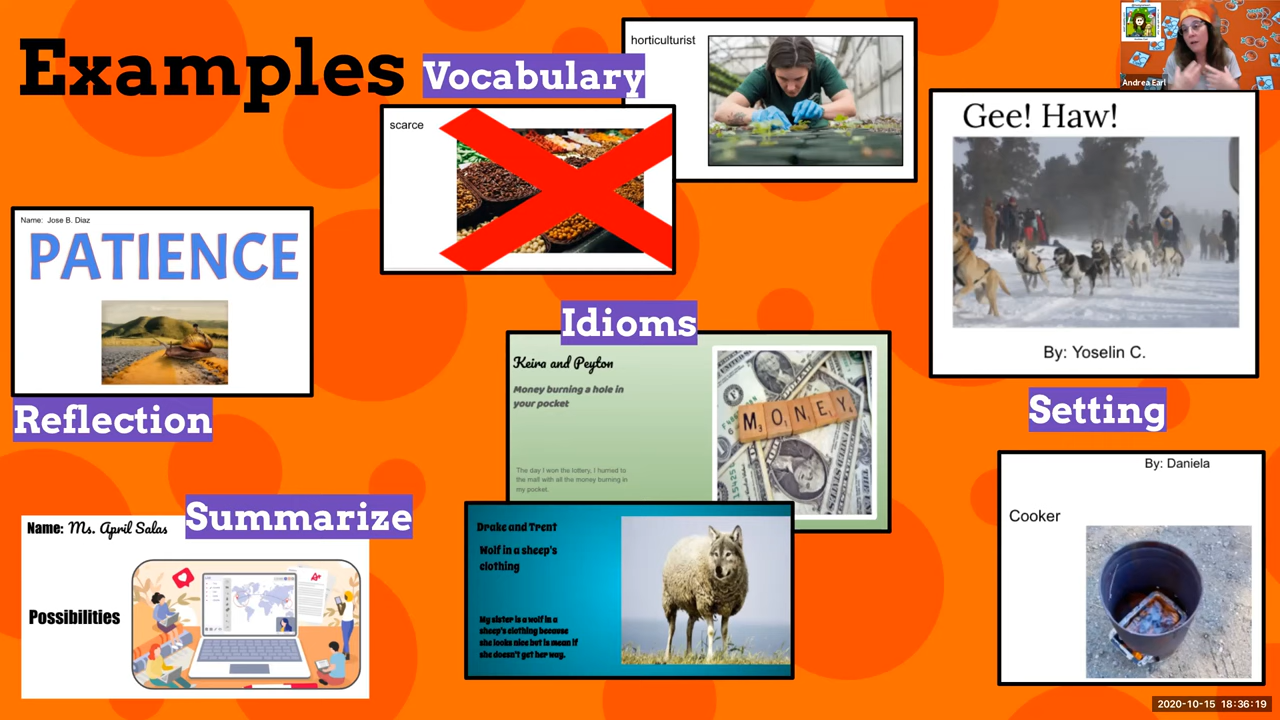 Examples
Vocabulary
horticulturist
scarce
Andrea Earl
Gee! Haw!
By: Yoselin C.
Name: Jose B. Diaz
PATIENCE
Reflection
Idioms
Keira and Peyton
Money burning a hole in
your pocket
The day I won the lottery, I hurried to
the mall with all the money burning in
my pocket.
MONEY
Setting
By: Daniela
Cooker
Summarize
Name: Ms. April Salas
Possibilities
A+
Drake and Trent
Wolf in a sheep's
clothing
My sister is a wolf in a
sheep's clothing because
she looks nice but is mean if
she doesn't get her way.
2020-10-15 18:36:19